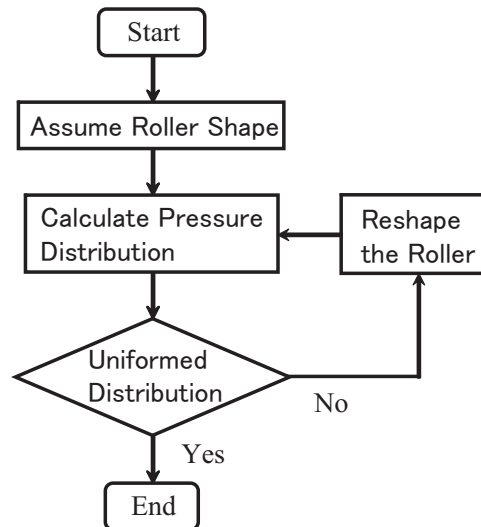 Start
Assume Roller Shape
Calculate Pressure
Distribution
Reshape
the Roller
Uniformed
Distribution
No
Yes
End